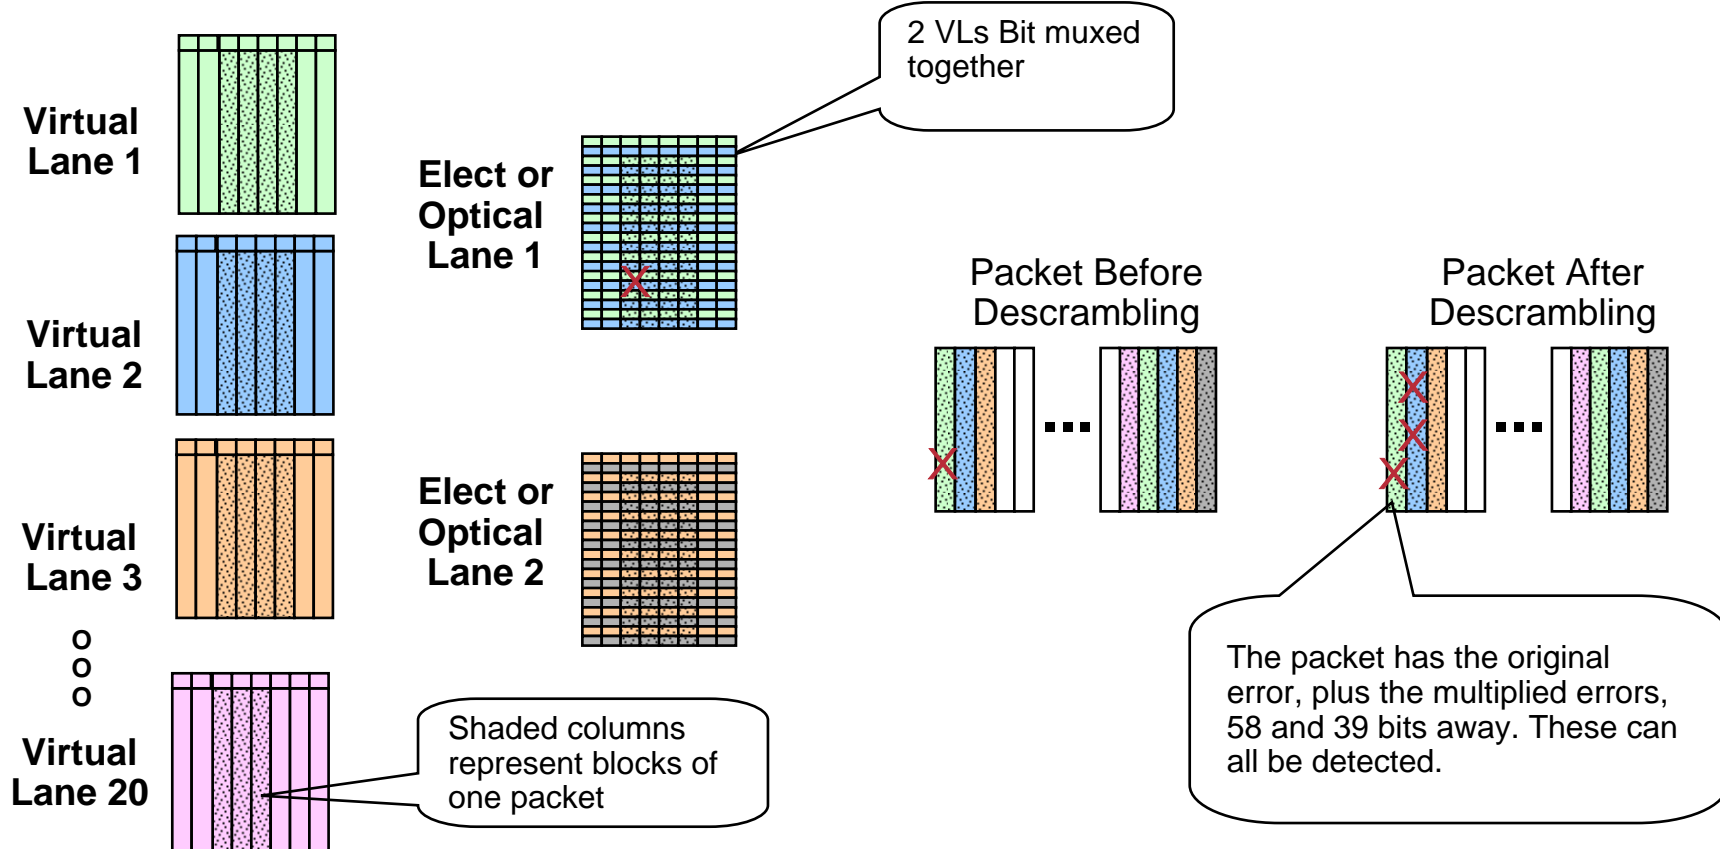 Virtual
Lane 1
Virtual
Lane 2
Virtual
Lane 3
o
o
o
Virtual
Lane 20
Elect or
Optical
Lane 1
Elect or
Optical
Lane 2
2 VLs Bit muxed
together
Shaded columns
represent blocks of
one packet
Packet Before
Descrambling
Packet After
Descrambling
The packet has the original
error, plus the multiplied errors,
58 and 39 bits away. These can
all be detected.